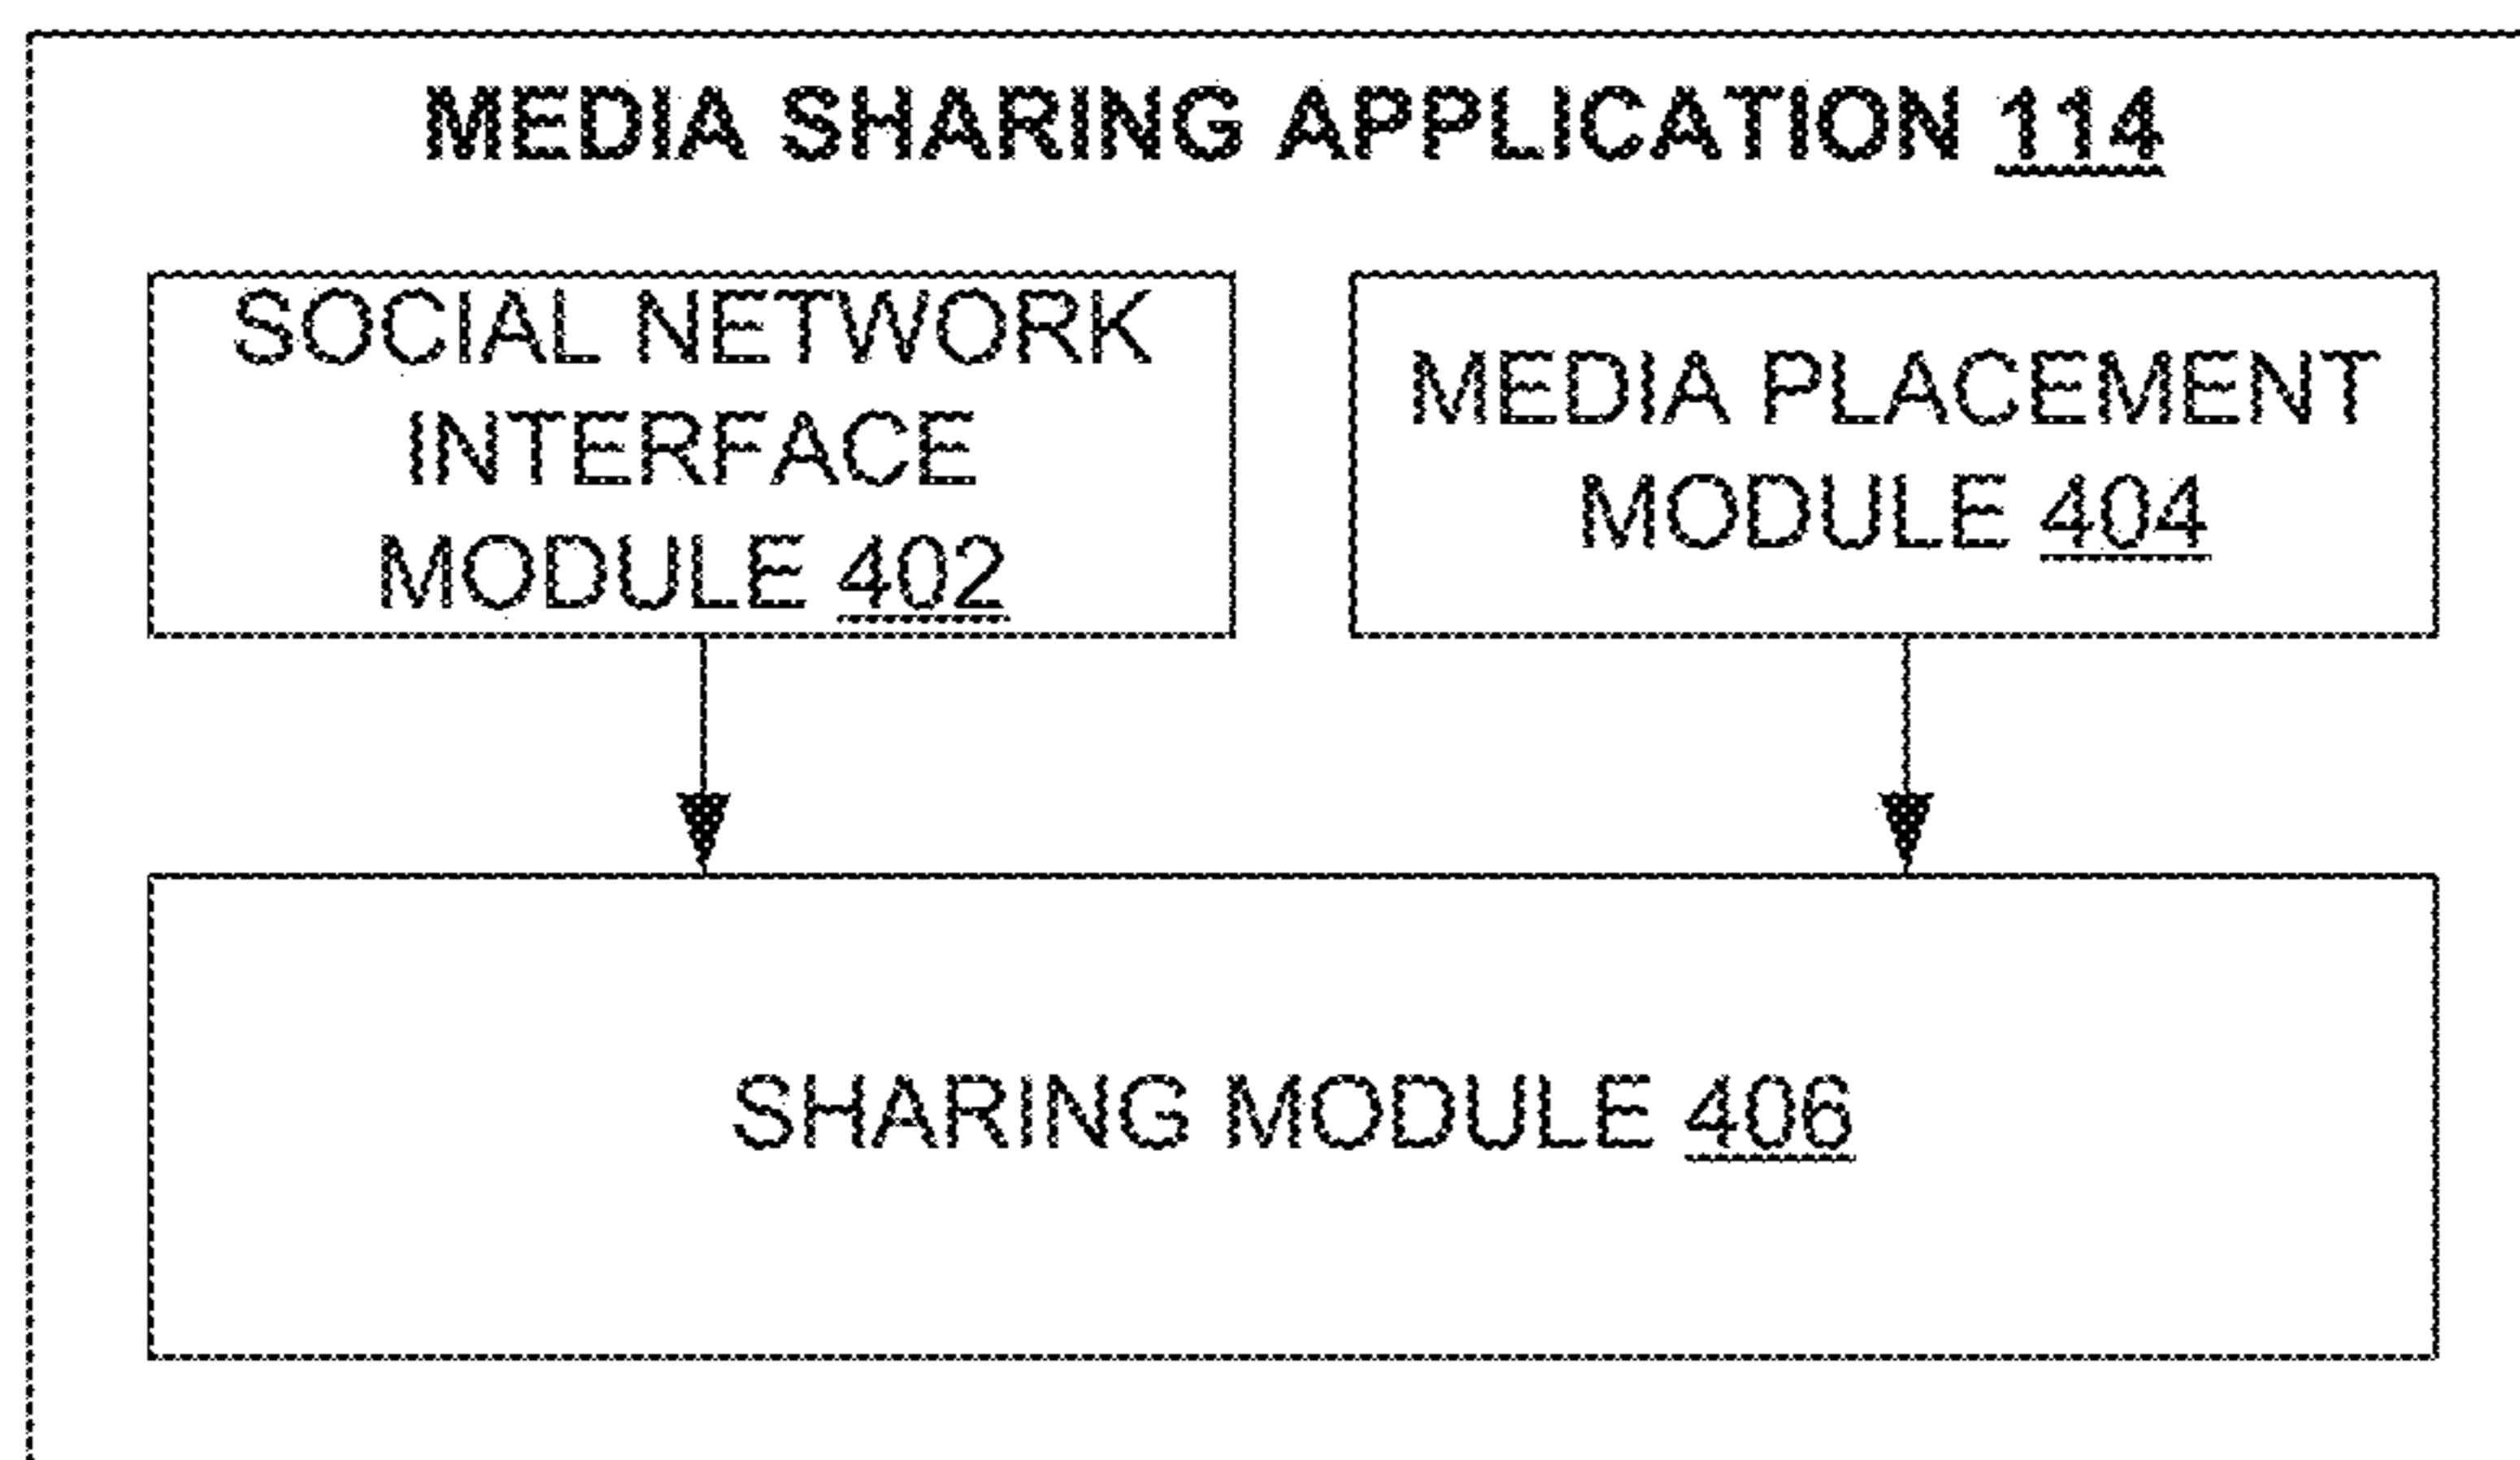 MEDIA SHARING APPLICATION 114
SOCIAL NETWORK
INTERFACE
MODULE 402
MEDIA PLACEMENT
MODULE 404
SHARING MODULE 406